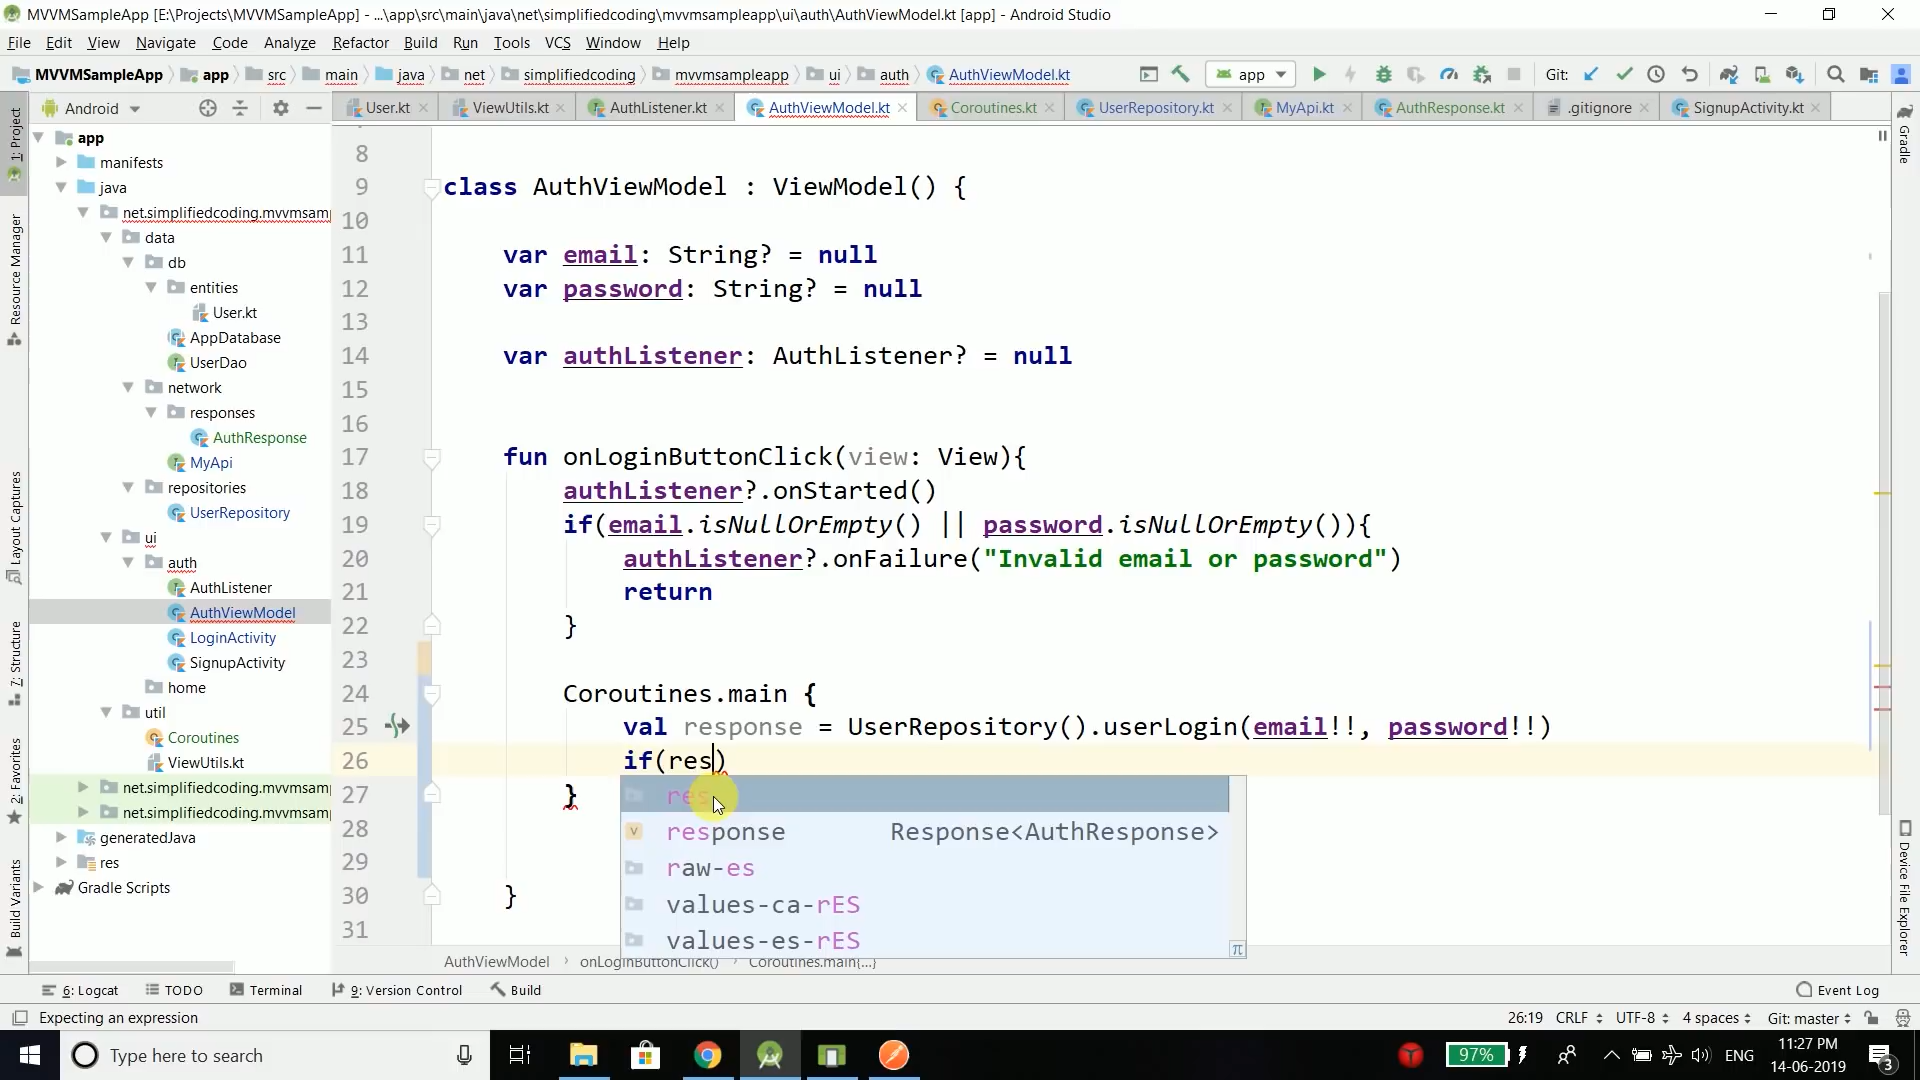 MVVMSampleApp [E:\Projects\MVVMSampleApp] - ...\app\src\main\java\net\simplifiedcoding\mvvmsampleapp\ui\auth\AuthViewModel.kt [app] - Android Studio
File Edit View Navigate Code Analyze Refactor Build Run Tools VCS Window Help
MVVMSampleApp app src main java net simplifiedcoding mvvmsampleapp ui auth AuthViewModel.kt app Git:
Android User.kt ViewUtils.kt AuthListener.kt AuthViewModel.kt Coroutines.kt UserRepository.kt MyApi.kt AuthResponse.kt .gitignore SignupActivity.kt
1: Project
Resource Manager
Layout Captures
7: Structure
2: Favorites
Build Variants
app
manifests
java
net.simplifiedcoding.mvvmsamp
data
db
entities
User.kt
AppDatabase
UserDao
network
responses
AuthResponse
MyApi
repositories
UserRepository
ui
auth
AuthListener
AuthViewModel
LoginActivity
SignupActivity
home
util
Coroutines
ViewUtils.kt
net.simplifiedcoding.mvvmsam
net.simplifiedcoding.mvvmsam
generatedJava
res
Gradle Scripts
8
9 class AuthViewModel : ViewModel() {
10
11 var email: String? = null
12 var password: String? = null
13
14 var authListener: AuthListener? = null
15
16
17 fun onLoginButtonClick(view: View){
18 authListener?.onStarted()
19 if(email.isNullOrEmpty() || password.isNullOrEmpty()){
20 authListener?.onFailure("Invalid email or password")
21 return
22 }
23
24 Coroutines.main {
25 val response = UserRepository().userLogin(email!!, password!!)
26 if(res)
27 }
28
29
30 }
31
res
response Response<AuthResponse>
raw-es
values-ca-rES
values-es-rES
π
AuthViewModel › onLoginButtonClick() › Coroutines.main{...}
Gradle
Device File Explorer
6: Logcat TODO Terminal 9: Version Control Build Event Log
Expecting an expression 26:19 CRLF UTF-8 4 spaces Git: master
Type here to search 97% ENG 11:27 PM
14-06-2019
3